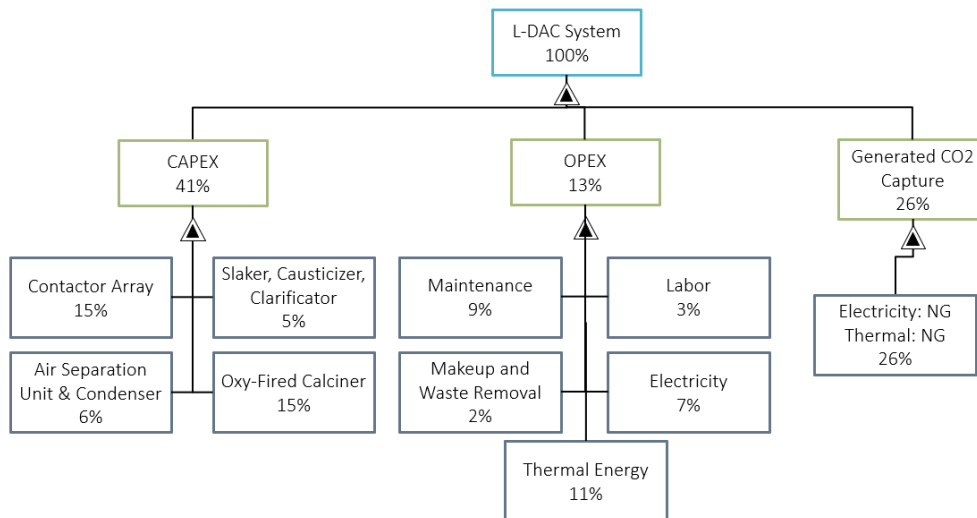 L-DAC System
100%
CAPEX
41%
OPEX
13%
Generated CO2
Capture
26%
Contactor Array
15%
Slaker, Causticizer,
Clarificator
5%
Maintenance
9%
Labor
3%
Electricity: NG
Thermal: NG
26%
Air Separation
Unit & Condenser
6%
Oxy-Fired Calciner
15%
Makeup and
Waste Removal
2%
Electricity
7%
Thermal Energy
11%